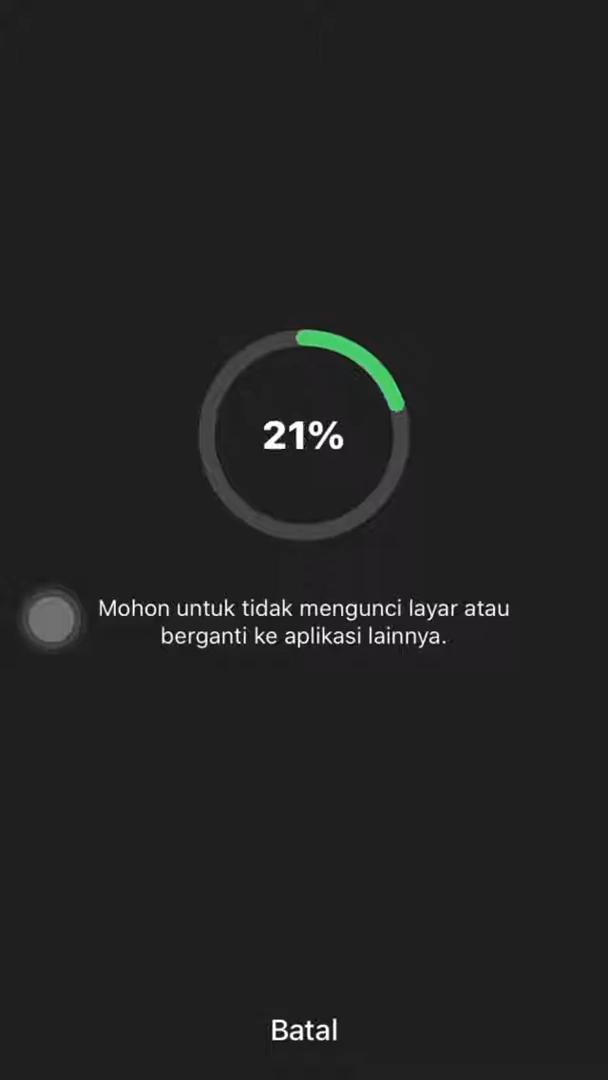 21%
Mohon untuk tidak mengunci layar atau
berganti ke aplikasi lainnya.
Batal